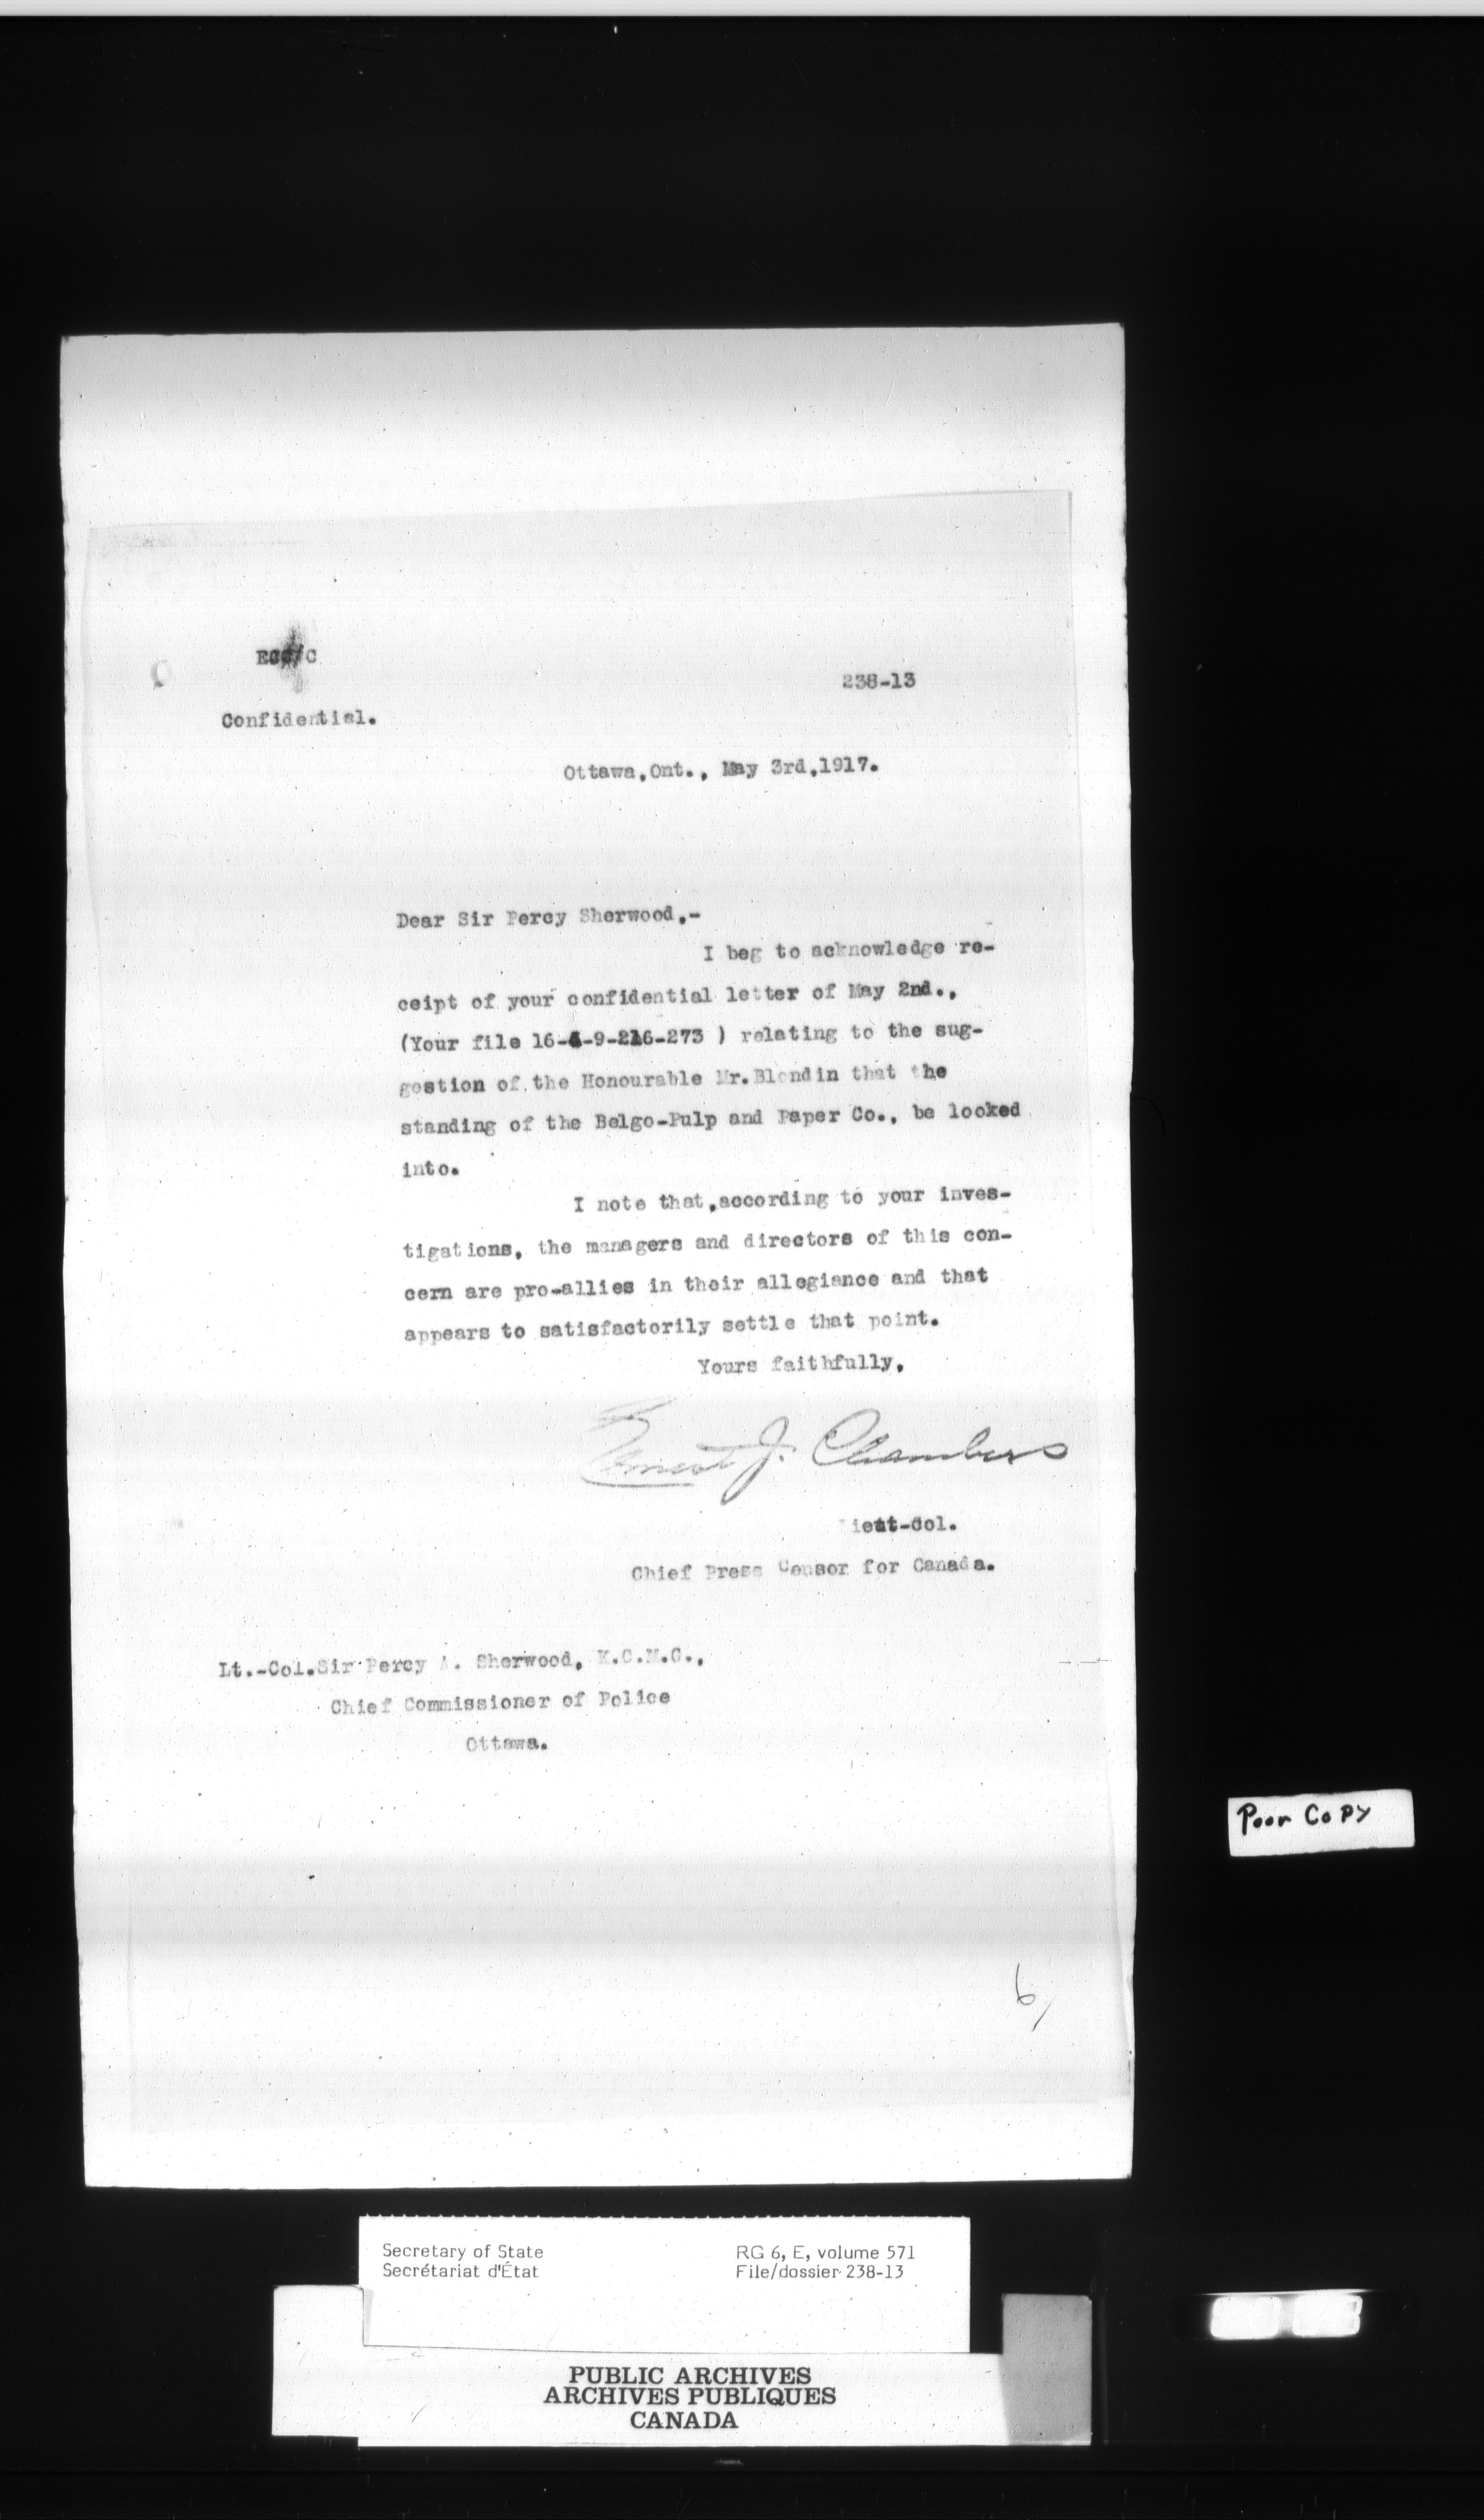 238-13
Confidential.
Ottawa,Ont., May 3rd,1917.
Dear Sir Percy Sherwood,-
I beg to acknowledge re-
ceipt of your confidential letter of May 2nd.,
(Your file 16-4-9-216-273 ) relating to the sug-
gestion of the Honourable Mr.Blondin that the
standing of the Belgo-Pulp and Paper Co., be looked
into.
I note that,according to your inves-
tigations, the managers and directors of this con-
cern are pro-allies in their allegiance and that
appears to satisfactorily settle that point.
Yours faithfully,
Ernest J. Chambers
Lieut-Col.
Chief Press Censor for Canada.
Lt.-Col.Sir Percy A. Sherwood, K.C.M.G.,
Chief Commissioner of Police
Ottawa.
Poor Copy
6
Secretary of State
Secrétariat d'État
RG 6, E, volume 571
File/dossier 238-13
PUBLIC ARCHIVES
ARCHIVES PUBLIQUES
CANADA